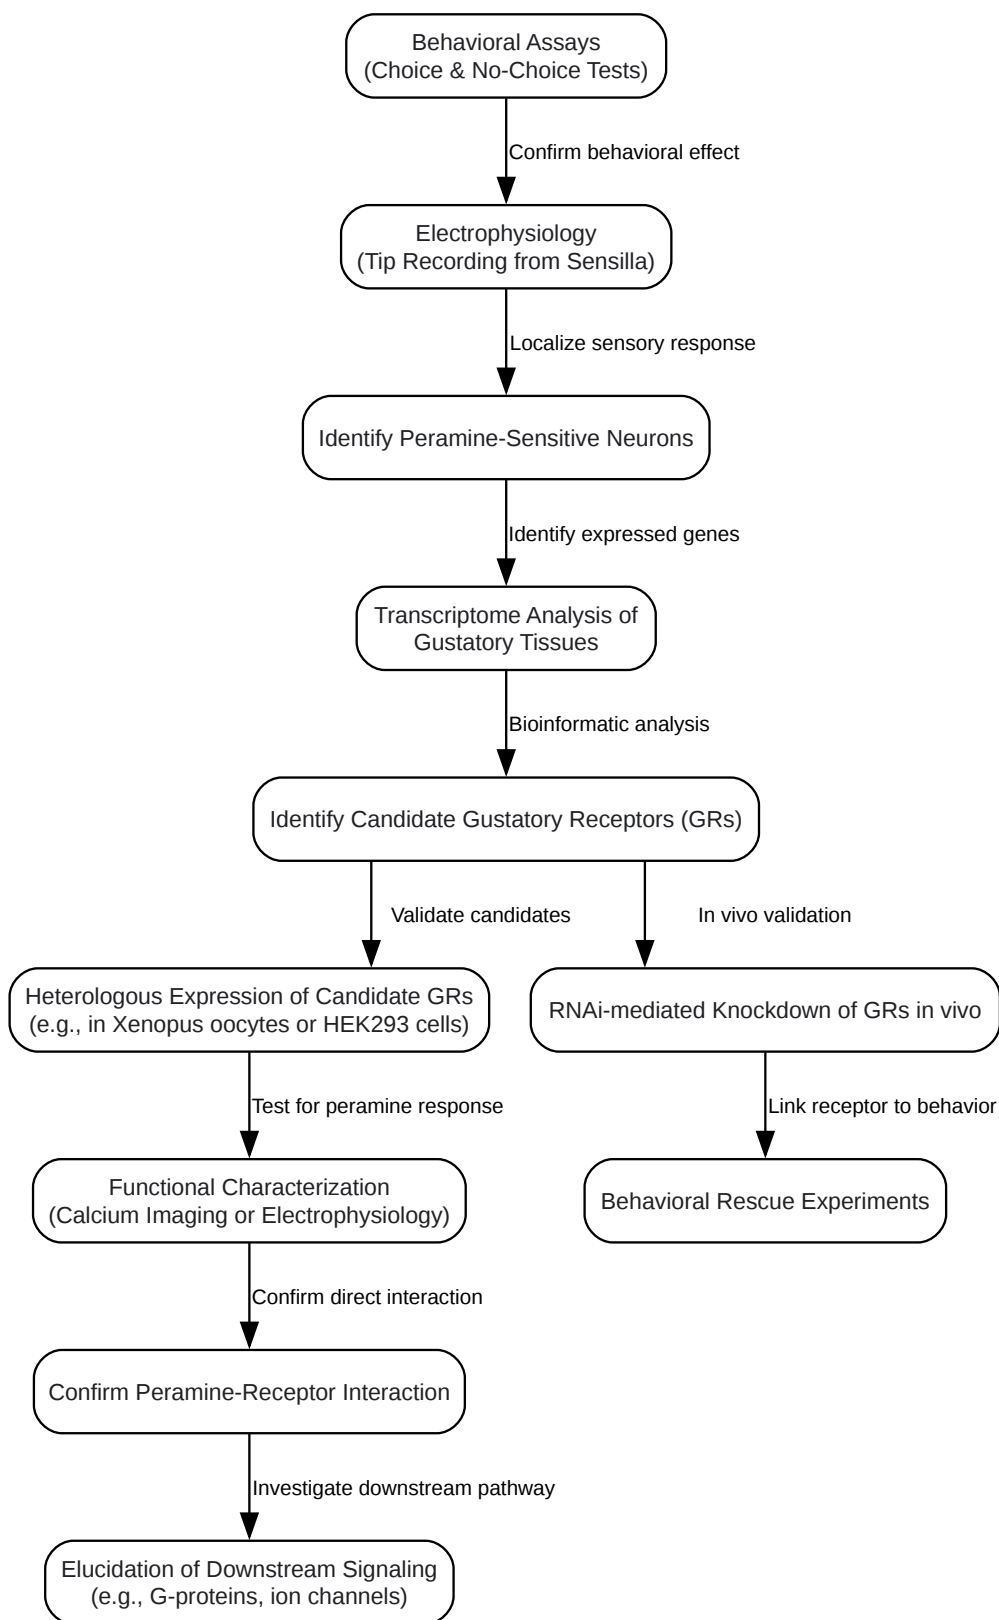 Behavioral Assays
(Choice & No-Choice Tests)
Confirm behavioral effect
Electrophysiology
(Tip Recording from Sensilla)
Localize sensory response
Identify Peramine-Sensitive Neurons
Identify expressed genes
Transcriptome Analysis of
Gustatory Tissues
Bioinformatic analysis
Identify Candidate Gustatory Receptors (GRs)
Validate candidates
In vivo validation
Heterologous Expression of Candidate GRs
(e.g., in Xenopus oocytes or HEK293 cells)
RNAi-mediated Knockdown of GRs in vivo
Test for peramine response
Link receptor to behavior
Functional Characterization
(Calcium Imaging or Electrophysiology)
Behavioral Rescue Experiments
Confirm direct interaction
Confirm Peramine-Receptor Interaction
Investigate downstream pathway
Elucidation of Downstream Signaling
(e.g., G-proteins, ion channels)